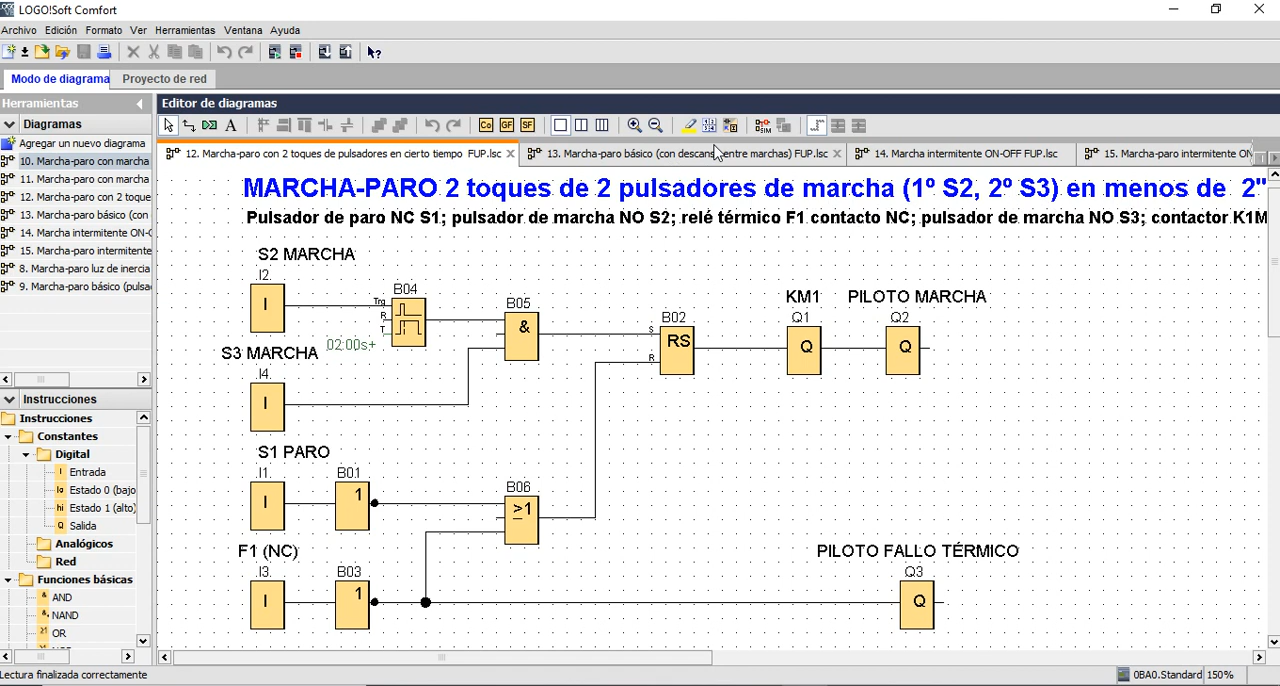 LOGO!Soft Comfort
Archivo Edición Formato Ver Herramientas Ventana Ayuda
Modo de diagrama Proyecto de red
Herramientas
Diagramas
Agregar un nuevo diagrama
10. Marcha-paro con marcha
11. Marcha-paro con marcha
12. Marcha-paro con 2 toque
13. Marcha-paro básico (con
14. Marcha intermitente ON-O
15. Marcha-paro intermitente
8. Marcha-paro luz de inercia
9. Marcha-paro básico (pulsa
Instrucciones
Instrucciones
Constantes
Digital
I Entrada
lo Estado 0 (bajo
hi Estado 1 (alto)
Q Salida
Analógicos
Red
Funciones básicas
& AND
& NAND
≥1 OR
Editor de diagramas
A Co GF SF
SIM
12. Marcha-paro con 2 toques de pulsadores en cierto tiempo FUP.lsc 13. Marcha-paro básico (con descans entre marchas) FUP.lsc 14. Marcha intermitente ON-OFF FUP.lsc 15. Marcha-paro intermitente ON
MARCHA-PARO 2 toques de 2 pulsadores de marcha (1º S2, 2º S3) en menos de 2"
Pulsador de paro NC S1; pulsador de marcha NO S2; relé térmico F1 contacto NC; pulsador de marcha NO S3; contactor K1M
S2 MARCHA
I2
I
B04
Trg
R
T
02:00s+
B05
&
B02
S
R
RS
KM1
Q1
Q
PILOTO MARCHA
Q2
Q
S3 MARCHA
I4
I
S1 PARO
I1
I
B01
1
B06
>1
F1 (NC)
I3
I
B03
1
PILOTO FALLO TÉRMICO
Q3
Q
Lectura finalizada correctamente
0BA0.Standard 150%